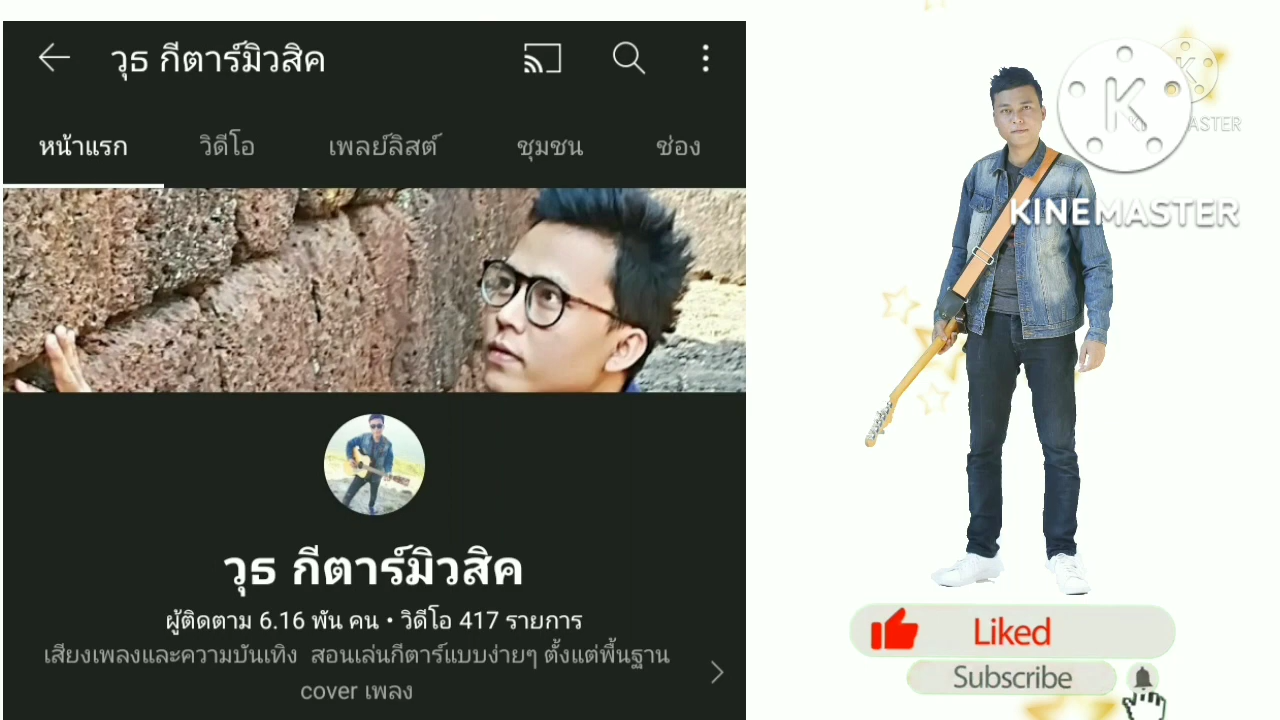 วุธ กีตาร์มิวสิค
หน้าแรก วิดีโอ เพลย์ลิสต์ ชุมชน ช่อง
วุธ กีตาร์มิวสิค
ผู้ติดตาม 6.16 พัน คน • วิดีโอ 417 รายการ
เสียงเพลงและความบันเทิง สอนเล่นกีตาร์แบบง่ายๆ ตั้งแต่พื้นฐาน
cover เพลง
K
KINEMASTER
Liked
Subscribe